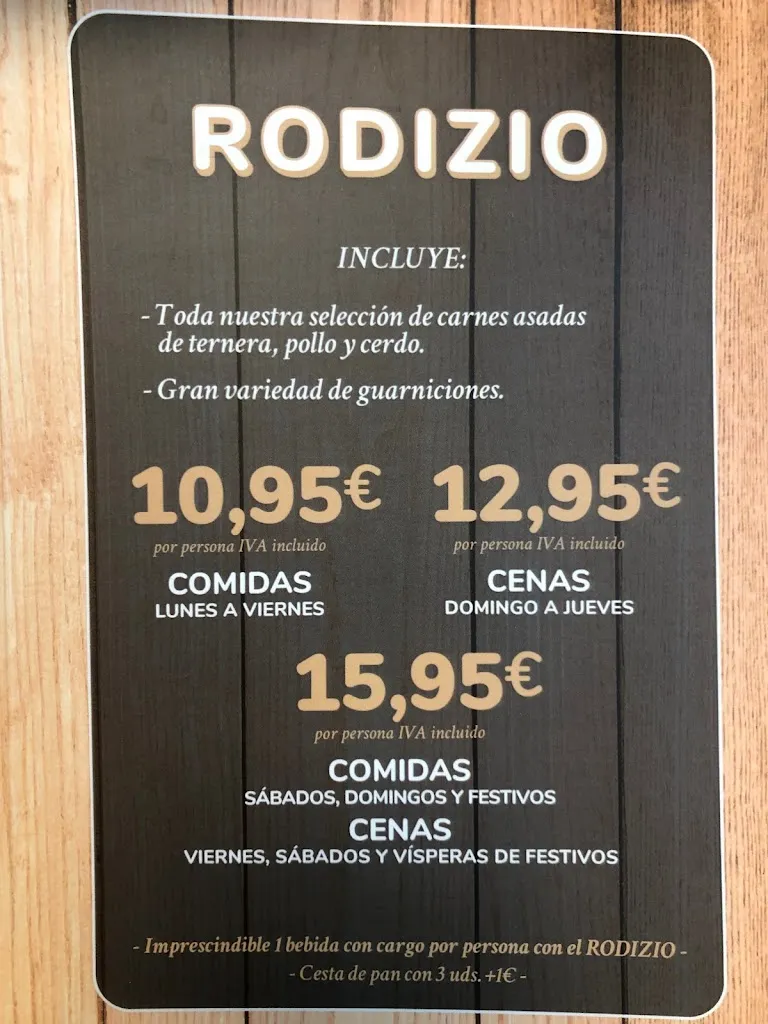 RODIZIO
INCLUYE:
- Toda nuestra selección de carnes asadas
de ternera, pollo y cerdo.
- Gran variedad de guarniciones.
10,95€
por persona IVA incluido
COMIDAS
LUNES A VIERNES
12,95€
por persona IVA incluido
CENAS
DOMINGO A JUEVES
15,95€
por persona IVA incluido
COMIDAS
SÁBADOS, DOMINGOS Y FESTIVOS
CENAS
VIERNES, SÁBADOS Y VÍSPERAS DE FESTIVOS
- Imprescindible 1 bebida con cargo por persona con el RODIZIO -
- Cesta de pan con 3 uds. +1€ -